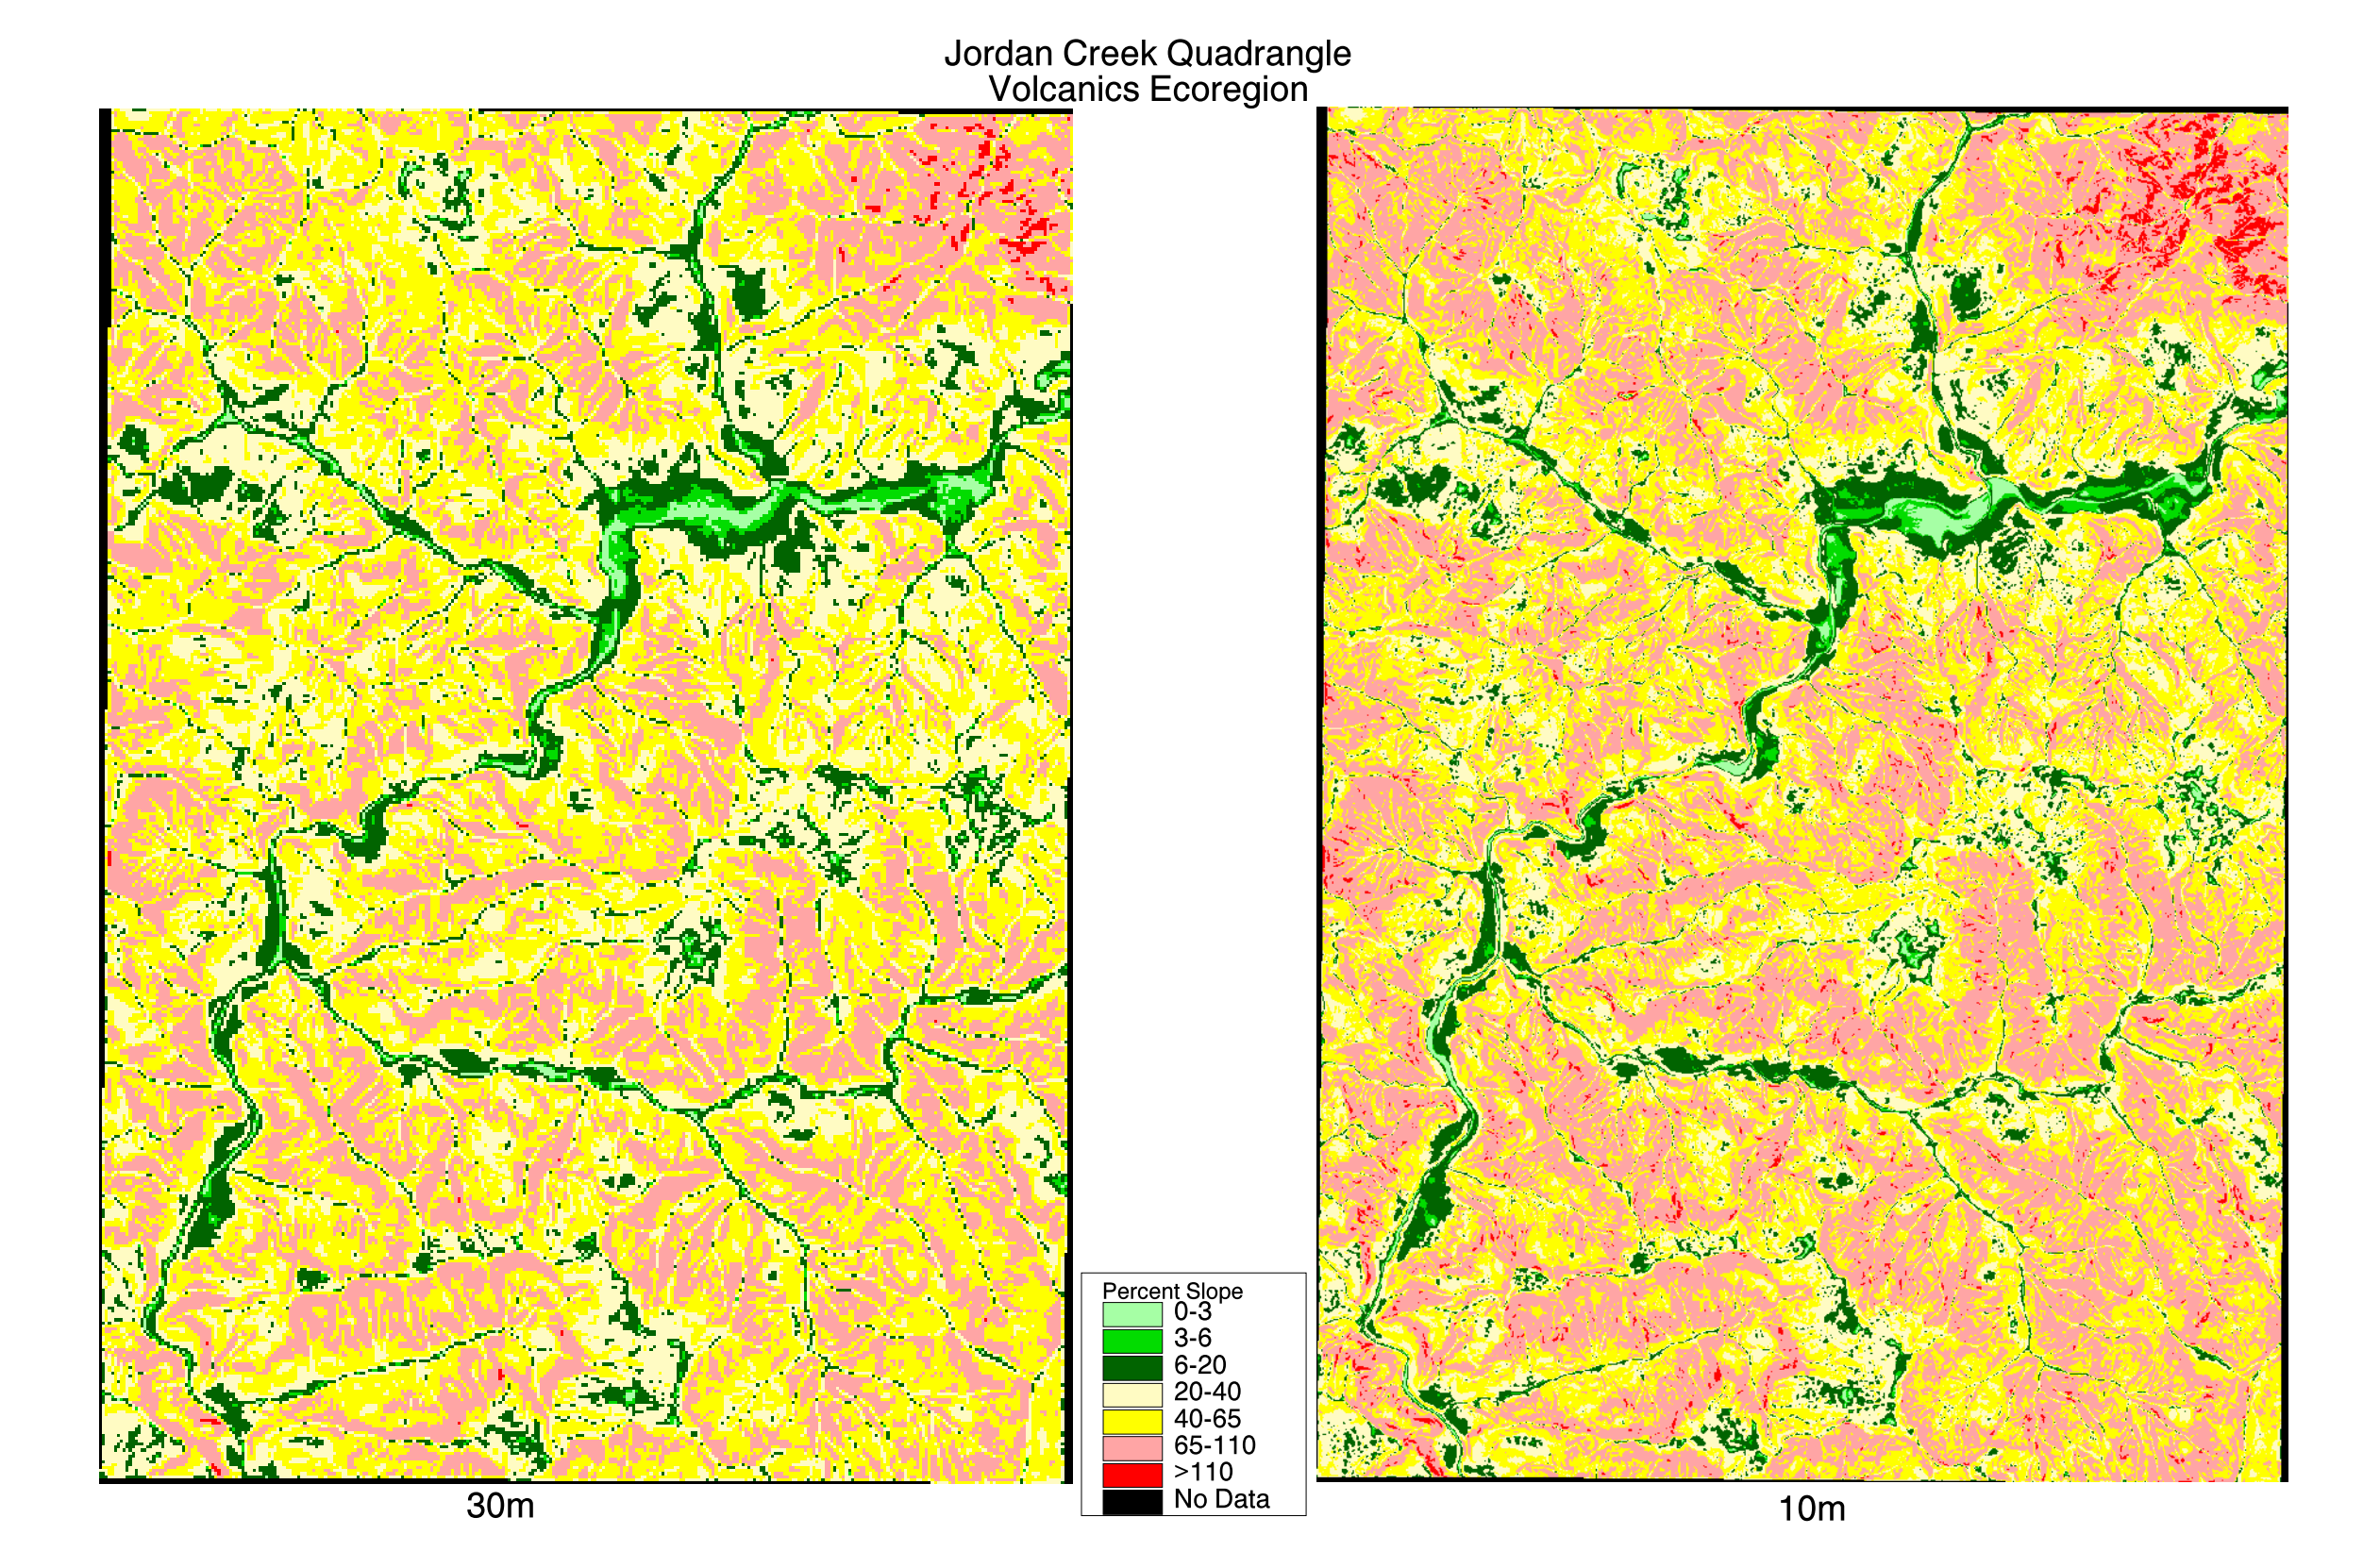 Jordan Creek Quadrangle
Volcanics Ecoregion
Percent Slope
0-3
3-6
6-20
20-40
40-65
65-110
>110
No Data
30m
10m